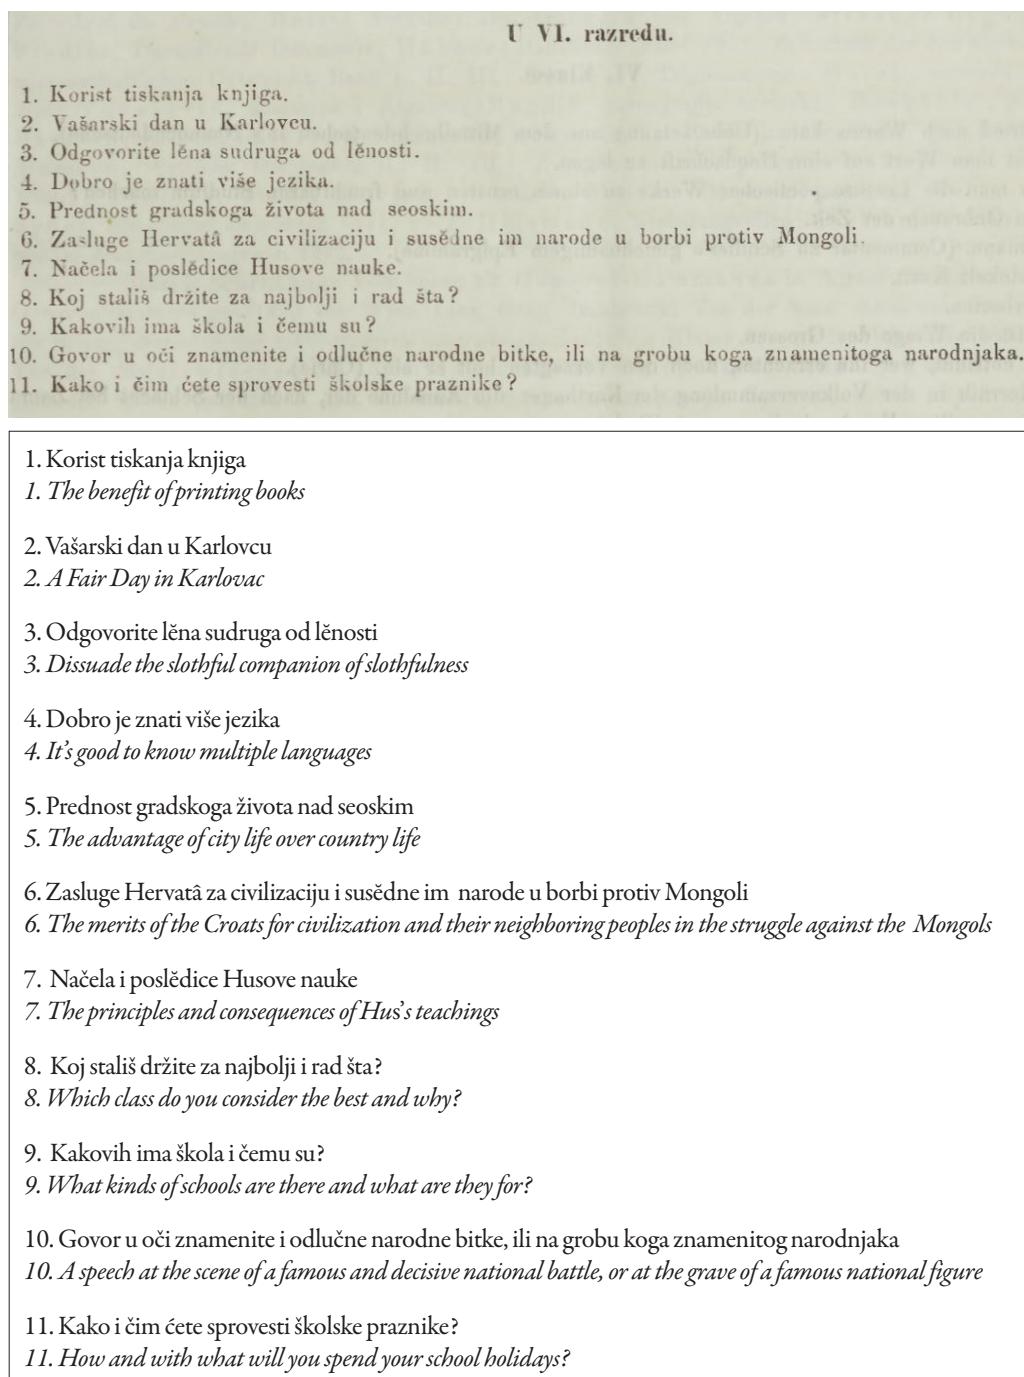 U VI. razredu.
1. Korist tiskanja knjiga.
2. Vašarski dan u Karlovcu.
3. Odgovorite lěna sudruga od lěnosti.
4. Dobro je znati više jezika.
5. Prednost gradskoga života nad seoskim.
6. Zasluge Hervatâ za civilizaciju i susědne im narode u borbi protiv Mongoli.
7. Načela i poslědice Husove nauke.
8. Koj stališ držite za najbolji i rad šta?
9. Kakovih ima škola i čemu su?
10. Govor u oči znamenite i odlučne narodne bitke, ili na grobu koga znamenitoga narodnjaka.
11. Kako i čim ćete sprovesti školske praznike?
1. Korist tiskanja knjiga
1. The benefit of printing books
2. Vašarski dan u Karlovcu
2. A Fair Day in Karlovac
3. Odgovorite lěna sudruga od lěnosti
3. Dissuade the slothful companion of slothfulness
4. Dobro je znati više jezika
4. It's good to know multiple languages
5. Prednost gradskoga života nad seoskim
5. The advantage of city life over country life
6. Zasluge Hervatâ za civilizaciju i susědne im narode u borbi protiv Mongoli
6. The merits of the Croats for civilization and their neighboring peoples in the struggle against the Mongols
7. Načela i poslědice Husove nauke
7. The principles and consequences of Hus's teachings
8. Koj stališ držite za najbolji i rad šta?
8. Which class do you consider the best and why?
9. Kakovih ima škola i čemu su?
9. What kinds of schools are there and what are they for?
10. Govor u oči znamenite i odlučne narodne bitke, ili na grobu koga znamenitog narodnjaka
10. A speech at the scene of a famous and decisive national battle, or at the grave of a famous national figure
11. Kako i čim ćete sprovesti školske praznike?
11. How and with what will you spend your school holidays?